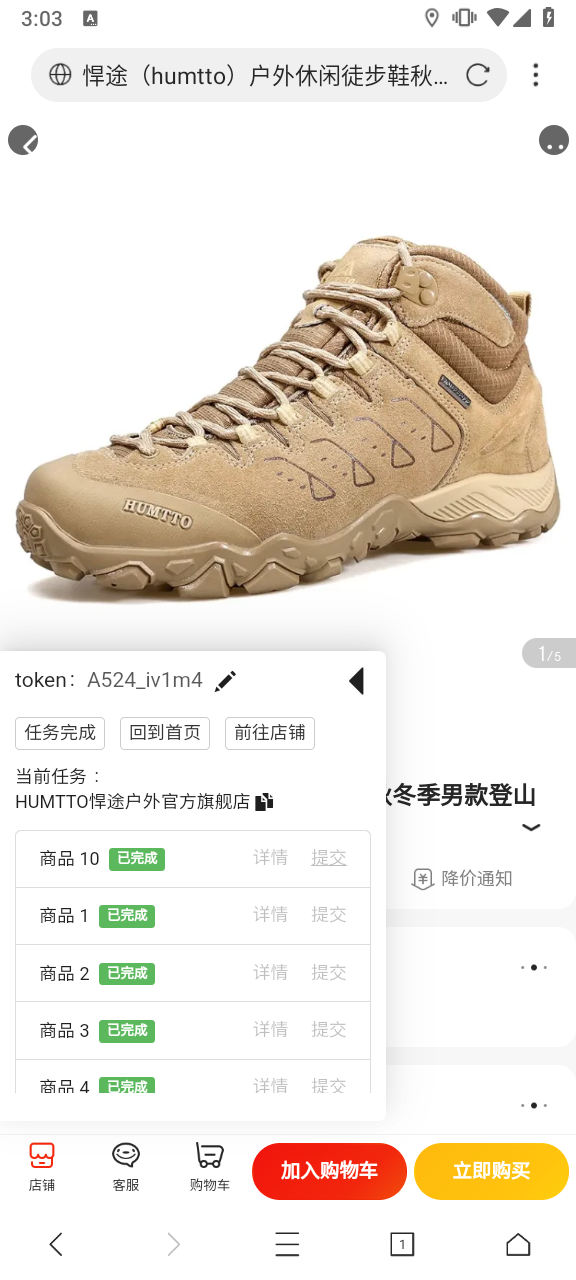 3:03
A
悍途（humtto）户外休闲徒步鞋秋...
HUMTTO
1/5
token： A524_iv1m4
任务完成 回到首页 前往店铺
当前任务：
HUMTTO悍途户外官方旗舰店
冬季男款登山
降价通知
商品 10 已完成 详情 提交
商品 1 已完成 详情 提交
商品 2 已完成 详情 提交
商品 3 已完成 详情 提交
商品 4 已完成 详情 提交
店铺 客服 购物车 加入购物车 立即购买
1